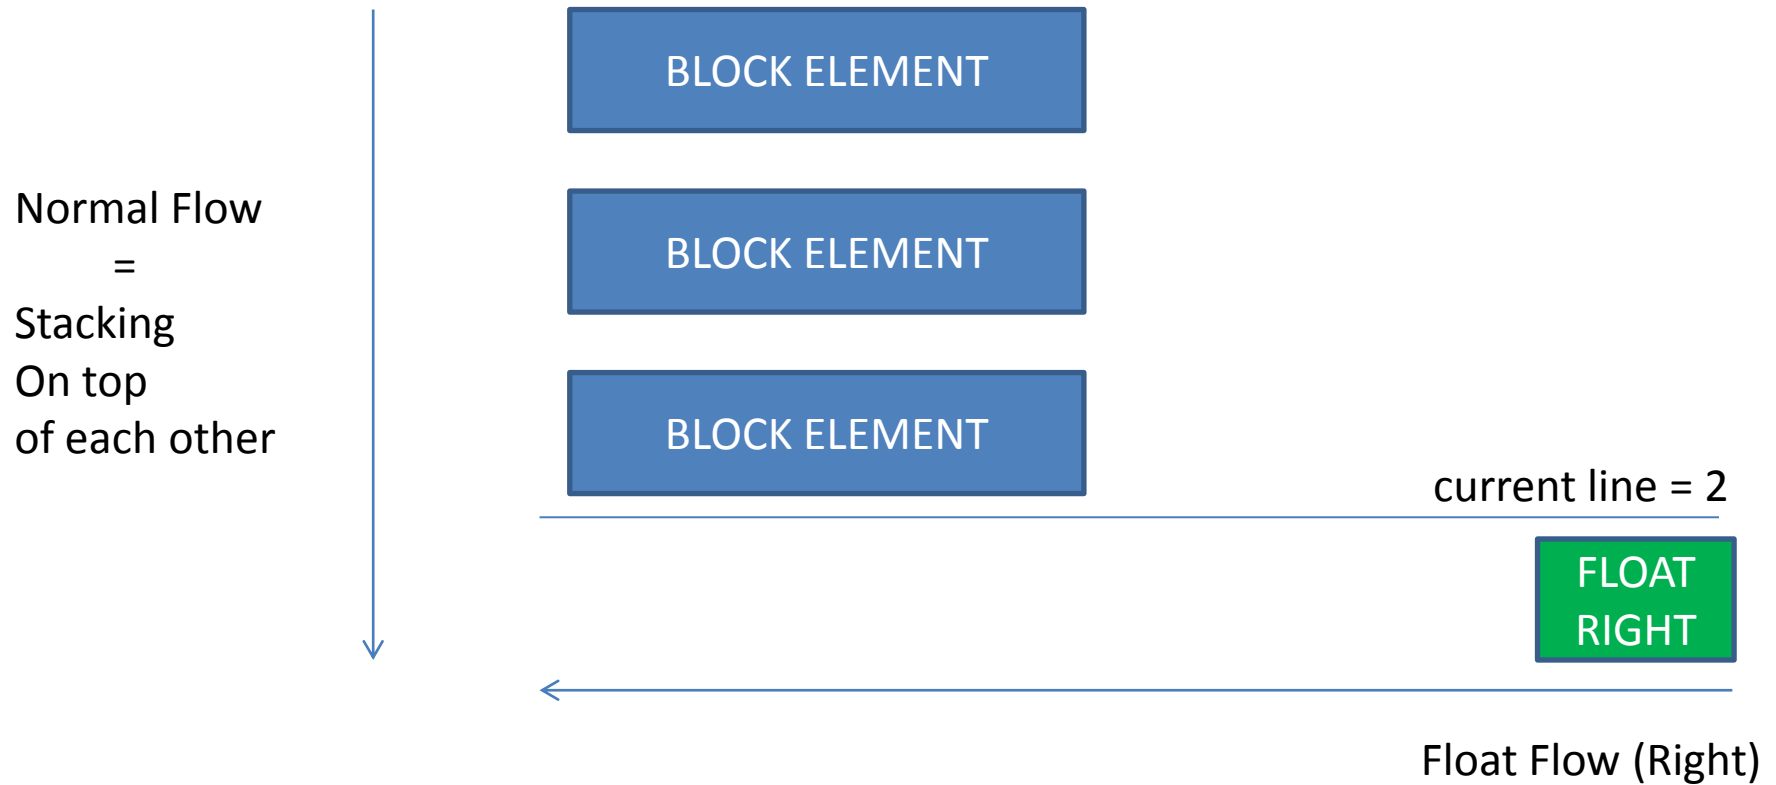 BLOCK ELEMENT
Normal Flow
=
Stacking
On top
of each other
BLOCK ELEMENT
BLOCK ELEMENT
current line = 2
FLOAT
RIGHT
Float Flow (Right)